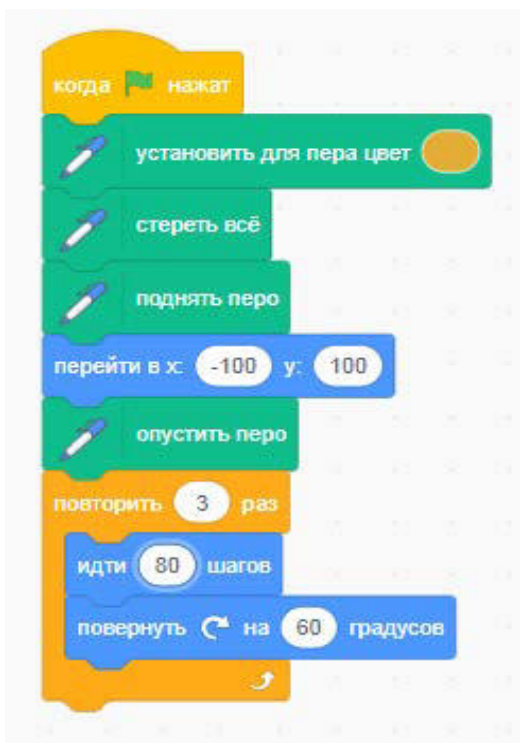 когда нажат
установить для пера цвет
стереть всё
поднять перо
перейти в x: -100 y: 100
опустить перо
повторить 3 раз
идти 80 шагов
повернуть на 60 градусов